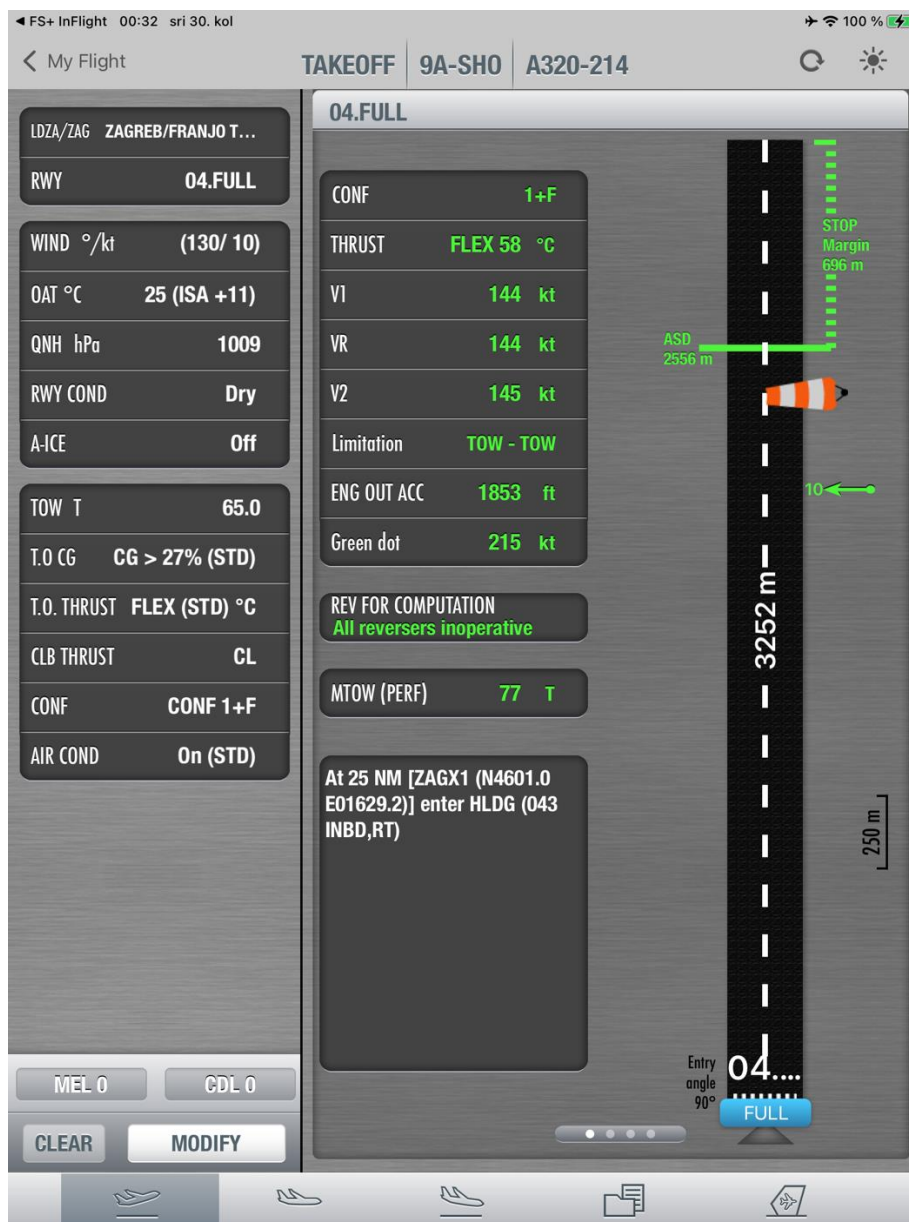 ◀ FS+ InFlight 00:32 sri 30. kol 100 %
My Flight TAKEOFF 9A-SHO A320-214
LDZA/ZAG ZAGREB/FRANJO T...
RWY 04.FULL
WIND °/kt (130/ 10)
OAT °C 25 (ISA +11)
QNH hPa 1009
RWY COND Dry
A-ICE Off
TOW T 65.0
T.O CG CG > 27% (STD)
T.O. THRUST FLEX (STD) °C
CLB THRUST CL
CONF CONF 1+F
AIR COND On (STD)
MEL 0 CDL 0
CLEAR MODIFY
04.FULL
CONF 1+F
THRUST FLEX 58 °C
V1 144 kt
VR 144 kt
V2 145 kt
Limitation TOW - TOW
ENG OUT ACC 1853 ft
Green dot 215 kt
REV FOR COMPUTATION
All reversers inoperative
MTOW (PERF) 77 T
At 25 NM [ZAGX1 (N4601.0
E01629.2)] enter HLDG (043
INBD,RT)
STOP
Margin
696 m
ASD
2556 m
10
3252 m
250 m
Entry
angle
90°
04....
FULL